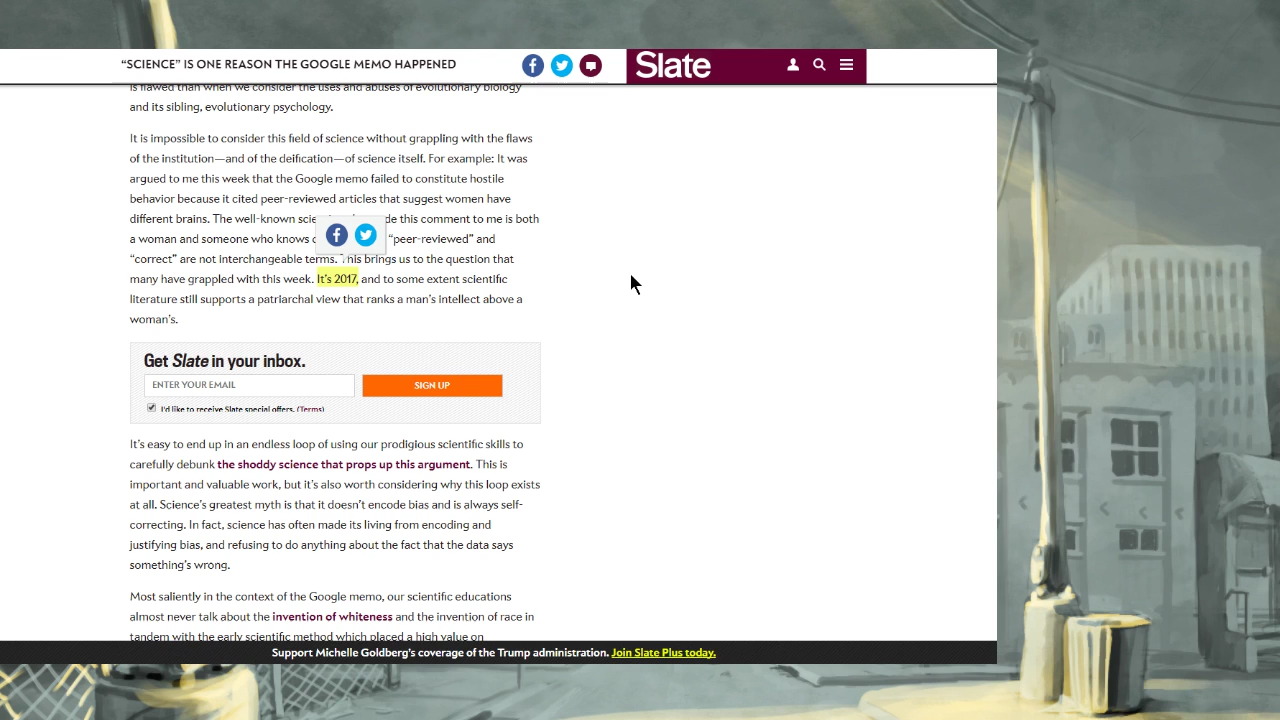 "SCIENCE" IS ONE REASON THE GOOGLE MEMO HAPPENED
Slate
is flawed than when we consider the uses and abuses of evolutionary biology
and its sibling, evolutionary psychology.
It is impossible to consider this field of science without grappling with the flaws
of the institution—and of the deification—of science itself. For example: It was
argued to me this week that the Google memo failed to constitute hostile
behavior because it cited peer-reviewed articles that suggest women have
different brains. The well-known de this comment to me is both
a woman and someone who knows "peer-reviewed" and
"correct" are not interchangeable terms. This brings us to the question that
many have grappled with this week. It's 2017, and to some extent scientific
literature still supports a patriarchal view that ranks a man's intellect above a
woman's.
Get Slate in your inbox.
ENTER YOUR EMAIL
SIGN UP
I'd like to receive Slate special offers. (Terms)
It's easy to end up in an endless loop of using our prodigious scientific skills to
carefully debunk the shoddy science that props up this argument. This is
important and valuable work, but it's also worth considering why this loop exists
at all. Science's greatest myth is that it doesn't encode bias and is always self-
correcting. In fact, science has often made its living from encoding and
justifying bias, and refusing to do anything about the fact that the data says
something's wrong.
Most saliently in the context of the Google memo, our scientific educations
almost never talk about the invention of whiteness and the invention of race in
tandem with the early scientific method which placed a high value on
Support Michelle Goldberg's coverage of the Trump administration. Join Slate Plus today.